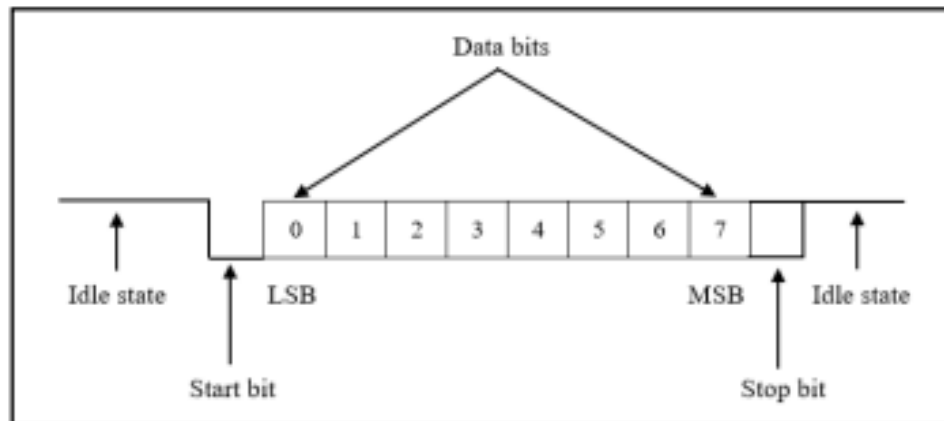 Data bits
0 1 2 3 4 5 6 7
Idle state LSB MSB Idle state
Start bit Stop bit